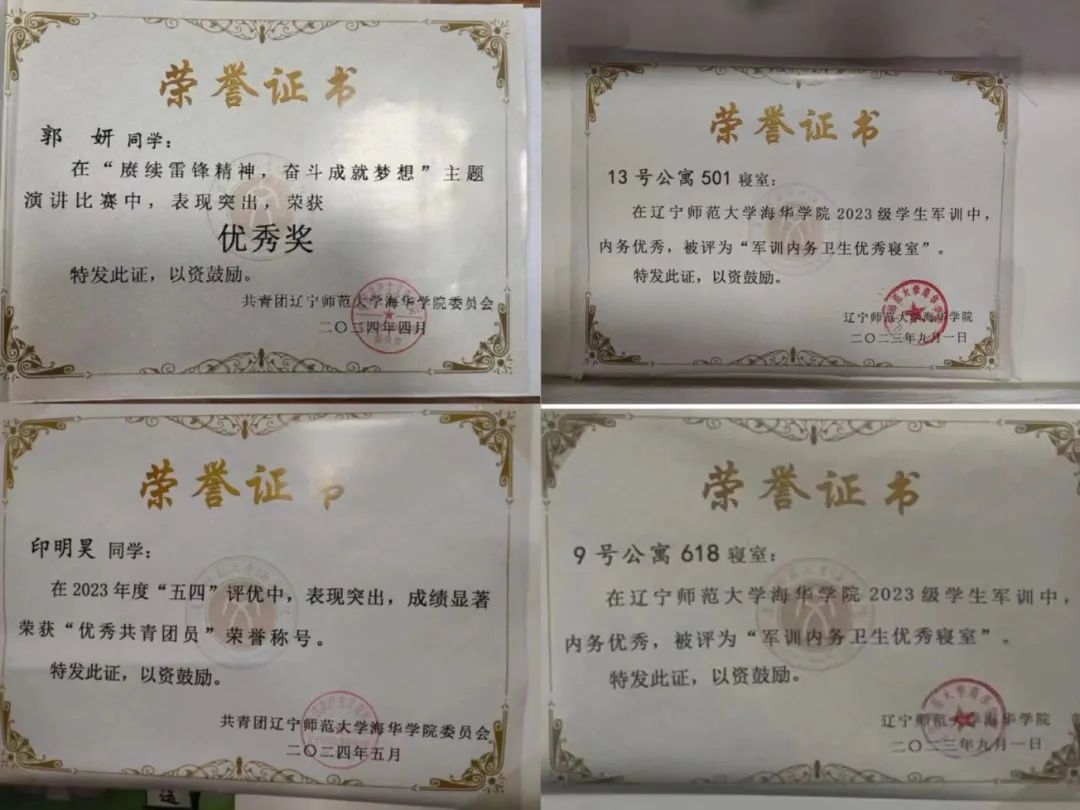 荣誉证书
郭 妍 同学：
在“赓续雷锋精神，奋斗成就梦想”主题
演讲比赛中，表现突出，荣获
优秀奖
特发此证，以资鼓励。
共青团辽宁师范大学海华学院委员会
二〇二四年四月
荣誉证书
13号公寓501寝室：
在辽宁师范大学海华学院2023级学生军训中，
内务优秀，被评为“军训内务卫生优秀寝室”。
特发此证，以资鼓励。
辽宁师范大学海华学院
二〇二三年九月一日
荣誉证书
印明昊 同学：
在2023年度“五四”评优中，表现突出，成绩显著
荣获“优秀共青团员”荣誉称号。
特发此证，以资鼓励。
共青团辽宁师范大学海华学院委员会
二〇二四年五月
荣誉证书
9号公寓618寝室：
在辽宁师范大学海华学院2023级学生军训中，
内务优秀，被评为“军训内务卫生优秀寝室”。
特发此证，以资鼓励。
辽宁师范大学海华学院
二〇二三年九月一日